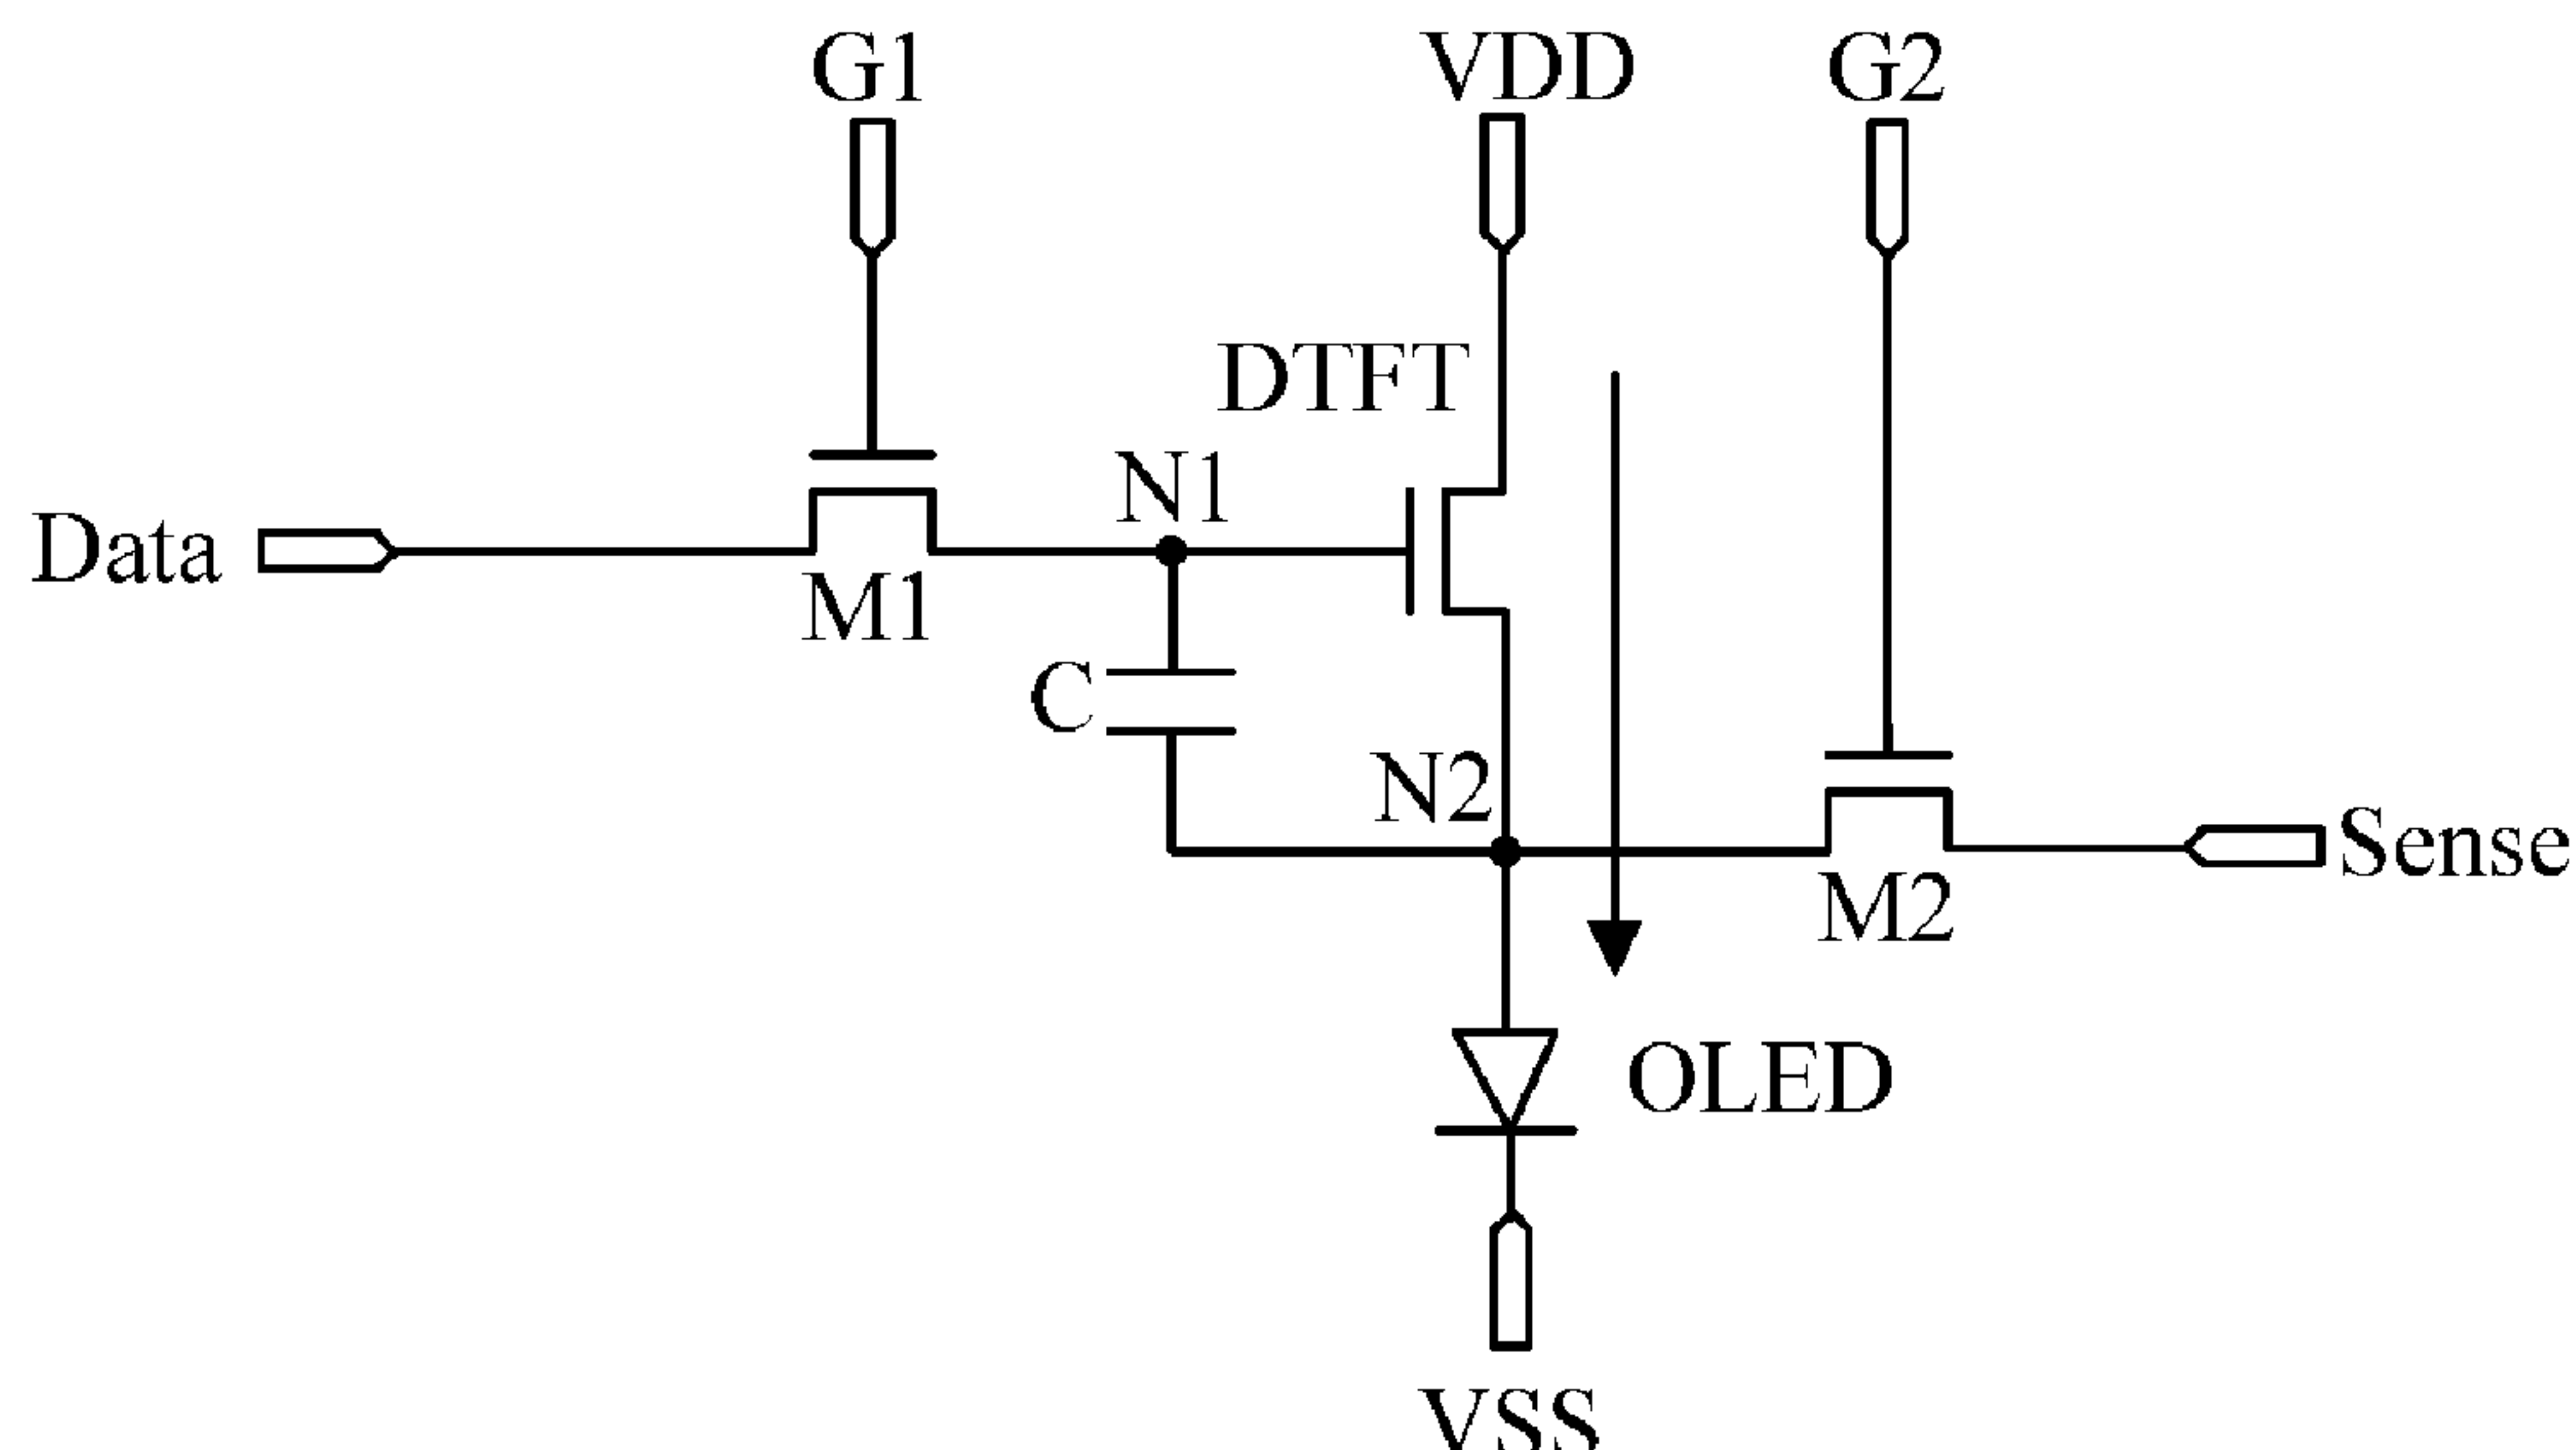 G1
VDD
G2
DTFT
N1
Data
M1
C
N2
Sense
M2
OLED
VSS